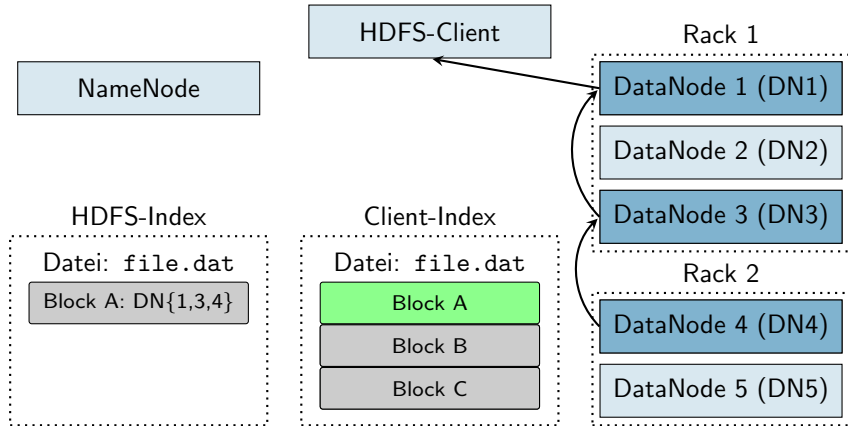 HDFS-Client
NameNode
Rack 1
DataNode 1 (DN1)
DataNode 2 (DN2)
DataNode 3 (DN3)
HDFS-Index
Datei: file.dat
Block A: DN{1,3,4}
Client-Index
Datei: file.dat
Block A
Block B
Block C
Rack 2
DataNode 4 (DN4)
DataNode 5 (DN5)